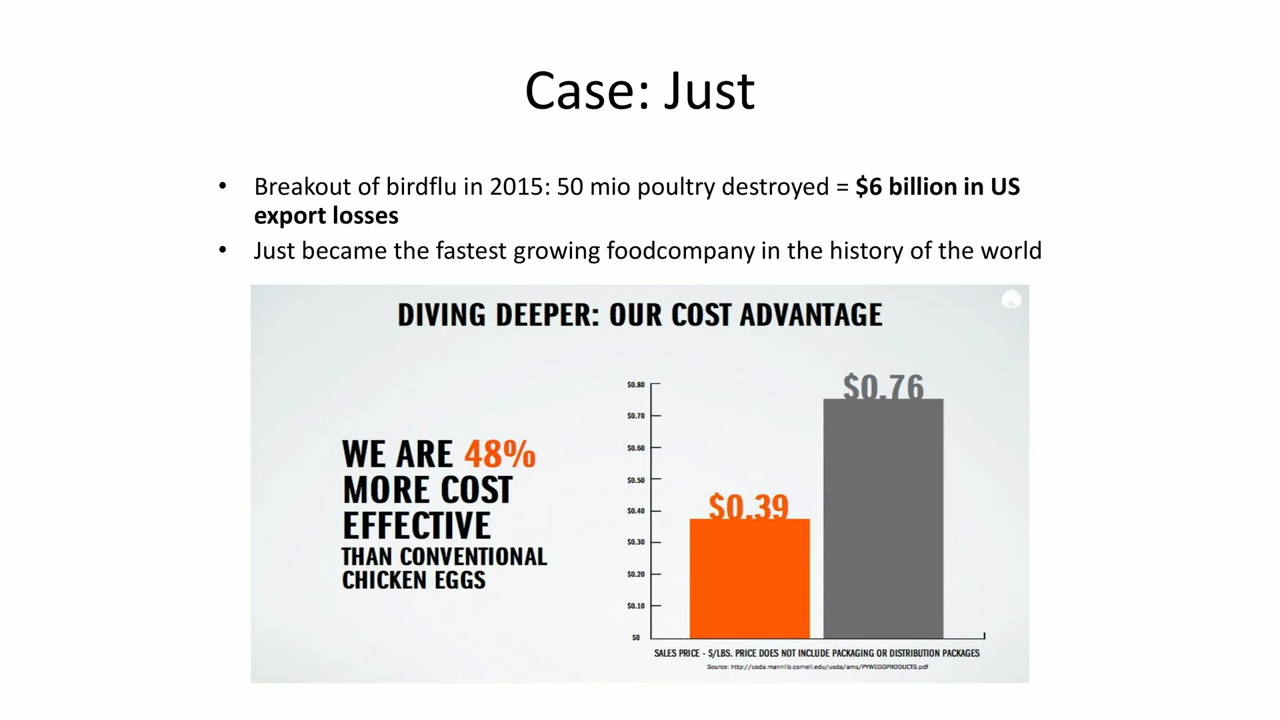 Case: Just
• Breakout of birdflu in 2015: 50 mio poultry destroyed = $6 billion in US
export losses
• Just became the fastest growing foodcompany in the history of the world
DIVING DEEPER: OUR COST ADVANTAGE
WE ARE 48%
MORE COST
EFFECTIVE
THAN CONVENTIONAL
CHICKEN EGGS
$0.80
$0.70
$0.60
$0.50
$0.40
$0.30
$0.20
$0.10
$0
$0.39
$0.76
SALES PRICE - $/LBS. PRICE DOES NOT INCLUDE PACKAGING OR DISTRIBUTION PACKAGES
Source: http://usda.mannlib.cornell.edu/usda/ams/PYWEGGPRODUCTS.pdf